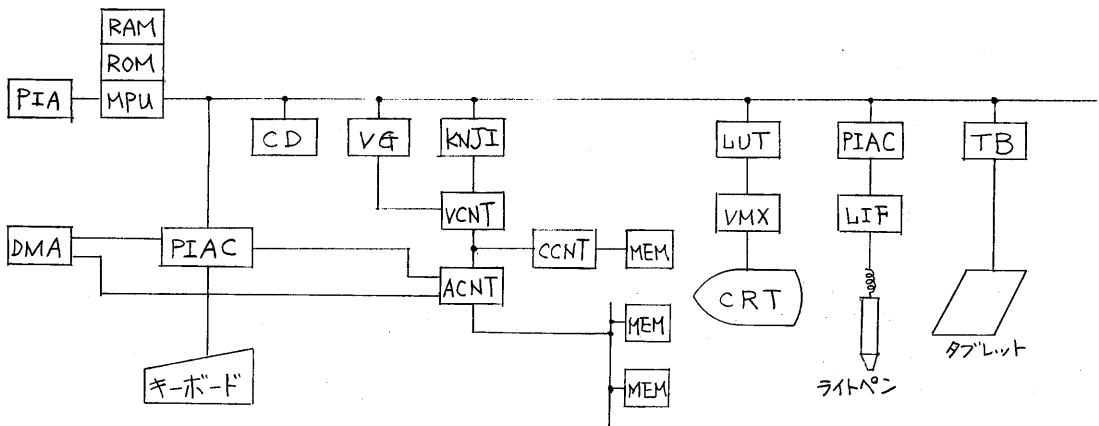 RAM
ROM
PIA
MPU
CD
VG
KNJI
LUT
PIAC
TB
VCNT
VMX
LIF
DMA
PIAC
CCNT
MEM
ACNT
CRT
MEM
タブレット
キーボード
MEM
ライトペン